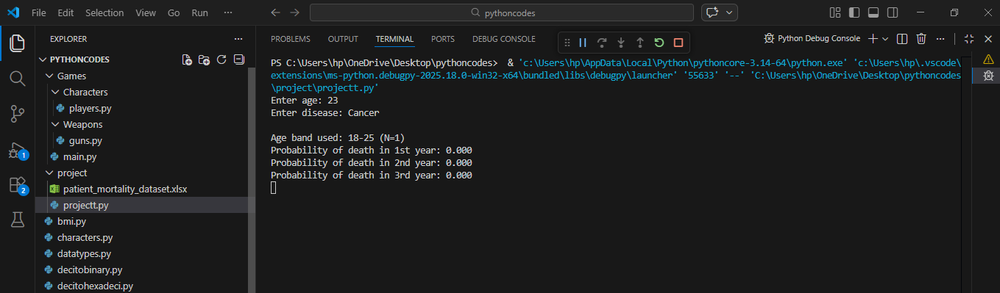 File Edit Selection View Go Run ··· pythoncodes
EXPLORER ···
PYTHONCODES
Games
Characters
players.py
Weapons
guns.py
main.py
project
patient_mortality_dataset.xlsx
projectt.py
bmi.py
characters.py
datatypes.py
decitobinary.py
decitohexadeci.py
1
2
PROBLEMS OUTPUT TERMINAL PORTS DEBUG CONSOLE
Python Debug Console
PS C:\Users\hp\OneDrive\Desktop\pythoncodes>  & 'c:\Users\hp\AppData\Local\Python\pythoncore-3.14-64\python.exe' 'c:\Users\hp\.vscode\
extensions\ms-python.debugpy-2025.18.0-win32-x64\bundled\libs\debugpy\launcher' '55633' '--' 'C:\Users\hp\OneDrive\Desktop\pythoncodes
\project\projectt.py'
Enter age: 23
Enter disease: Cancer
Age band used: 18-25 (N=1)
Probability of death in 1st year: 0.000
Probability of death in 2nd year: 0.000
Probability of death in 3rd year: 0.000